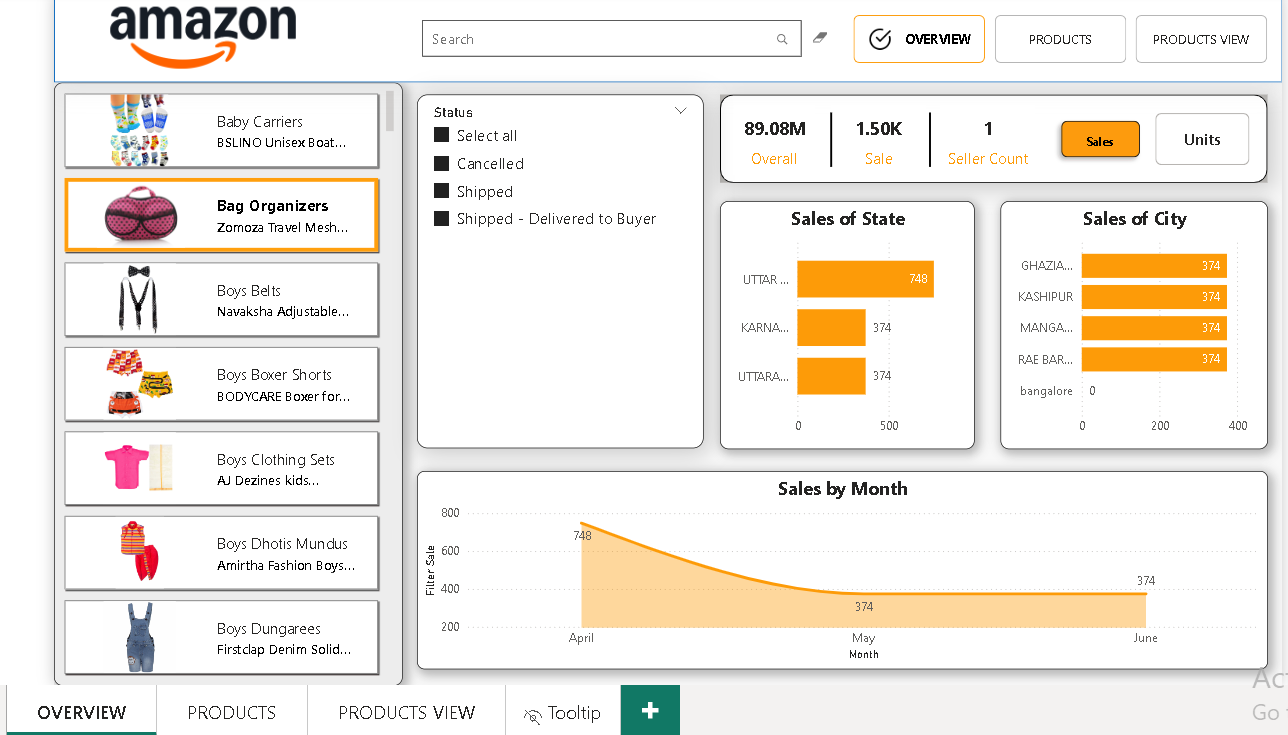 amazon
Search
OVERVIEW
PRODUCTS
PRODUCTS VIEW
Baby Carriers
BSLINO Unisex Boat...
Bag Organizers
Zomoza Travel Mesh...
Boys Belts
Navaksha Adjustable...
Boys Boxer Shorts
BODYCARE Boxer for...
Boys Clothing Sets
AJ Dezines kids...
Boys Dhotis Mundus
Amirtha Fashion Boys...
Boys Dungarees
Firstclap Denim Solid...
Status
Select all
Cancelled
Shipped
Shipped - Delivered to Buyer
89.08M
Overall
1.50K
Sale
1
Seller Count
Sales
Units
Sales of State
UTTAR ...
748
KARNA...
374
UTTARA...
374
0
500
Sales of City
GHAZIA...
374
KASHIPUR
374
MANGA...
374
RAE BAR...
374
bangalore
0
0
200
400
Sales by Month
Filter Sale
800
600
400
200
748
374
374
April
May
June
Month
OVERVIEW
PRODUCTS
PRODUCTS VIEW
Tooltip
+
Act
Go